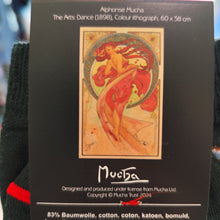 Alphonse Mucha
The Arts: Dance (1898), Colour lithograph, 60 x 38 cm
Mucha
Designed and produced under license from Mucha Ltd.
Copyright © Mucha Trust 2024
83% Baumwolle, cotton, coton, katoen, bomuld,